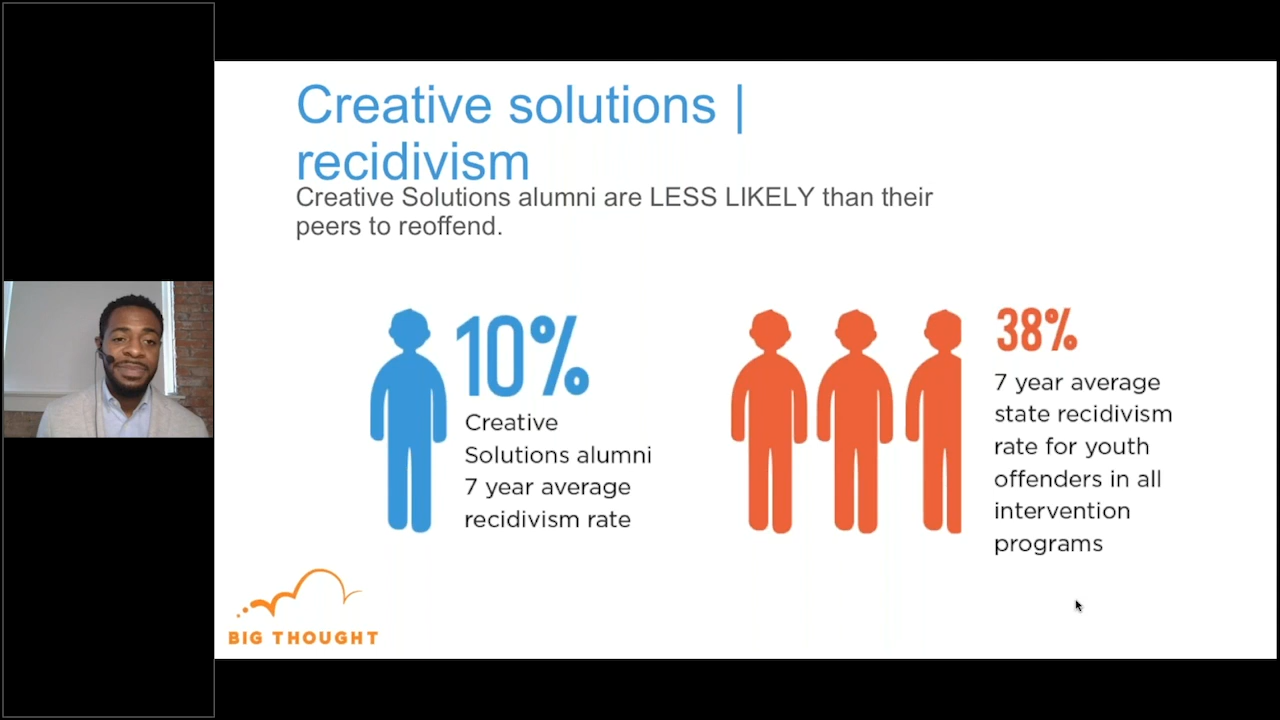 Creative solutions |
recidivism
Creative Solutions alumni are LESS LIKELY than their
peers to reoffend.
10%
Creative
Solutions alumni
7 year average
recidivism rate
38%
7 year average
state recidivism
rate for youth
offenders in all
intervention
programs
BIG THOUGHT